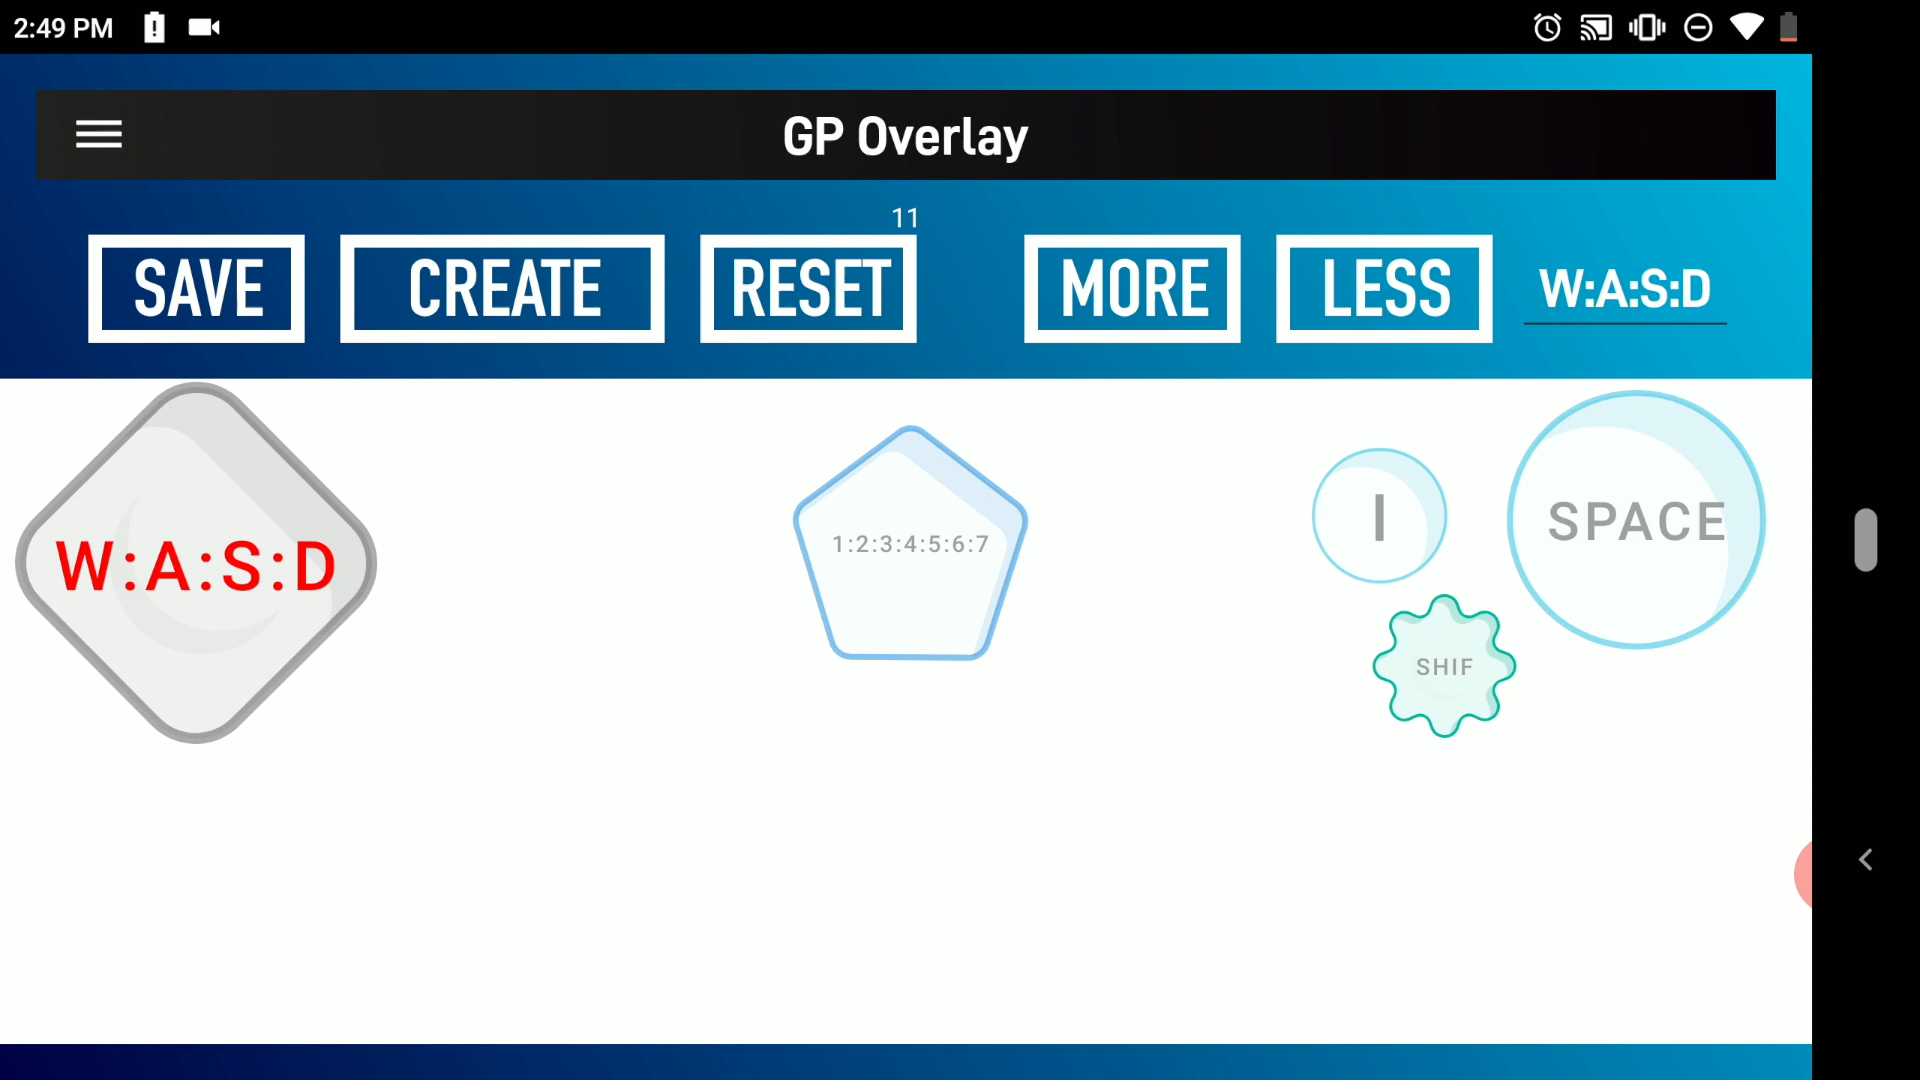 2:49 PM
GP Overlay
11
SAVE CREATE RESET MORE LESS W:A:S:D
W:A:S:D
1:2:3:4:5:6:7
I
SPACE
SHIF